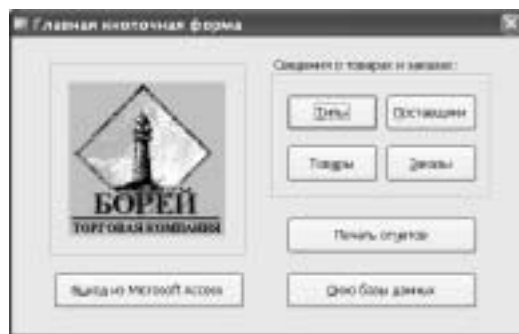 Главная кнопочная форма
Сведения о товарах и заказах:
Типы
Поставщики
Товары
Заказы
БОРЕЙ
ТОРГОВАЯ КОМПАНИЯ
Печать отчетов
Выход из Microsoft Access
Окно базы данных